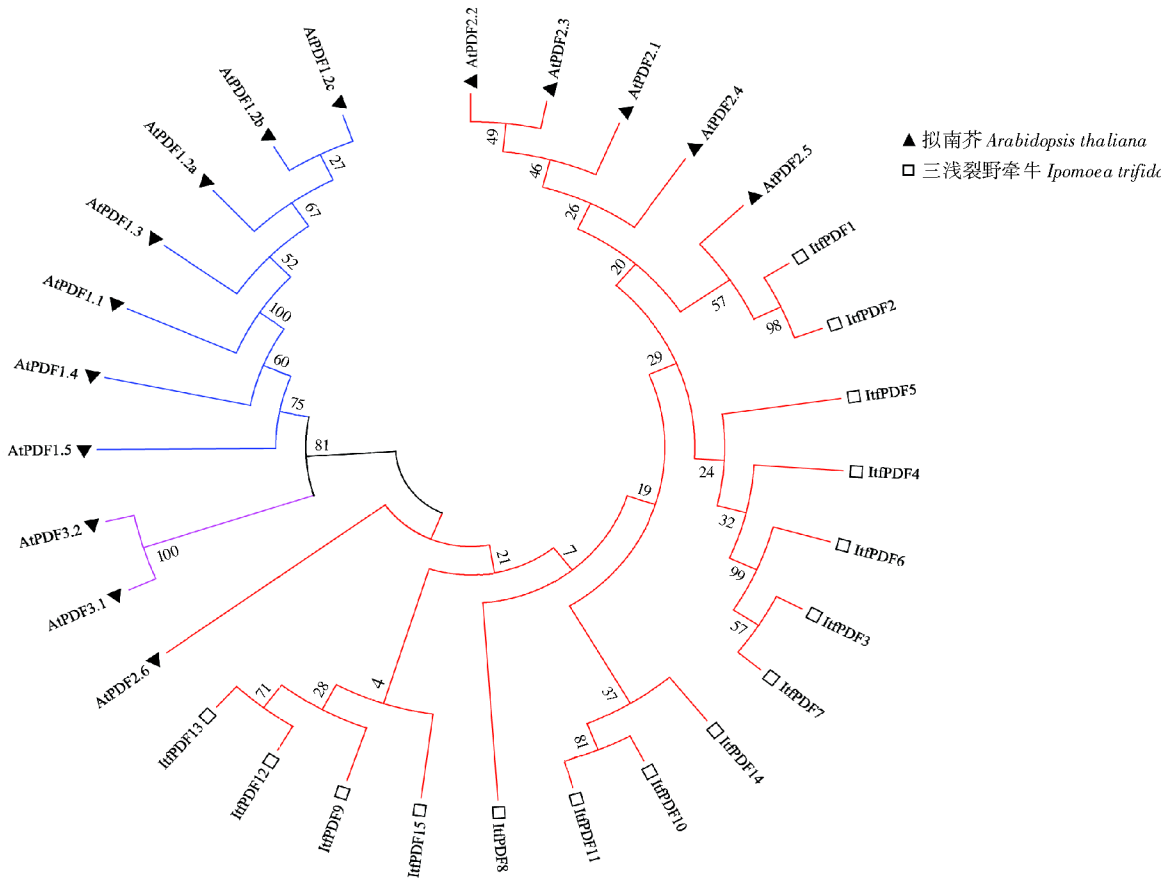 AtPDF2.2
AtPDF2.3
AtPDF2.1
AtPDF2.4
AtPDF2.5
ItfPDF1
ItfPDF2
ItfPDF5
ItfPDF4
ItfPDF6
ItfPDF3
ItfPDF7
ItfPDF14
ItfPDF10
ItfPDF11
ItfPDF8
ItfPDF15
ItfPDF9
ItfPDF12
ItfPDF13
AtPDF2.6
AtPDF3.1
AtPDF3.2
AtPDF1.5
AtPDF1.4
AtPDF1.1
AtPDF1.3
AtPDF1.2a
AtPDF1.2b
AtPDF1.2c
49
46
26
20
57
98
29
24
32
99
57
19
37
81
7
21
4
28
71
100
81
75
60
100
52
67
27
拟南芥 Arabidopsis thaliana
三浅裂野牵牛 Ipomoea trifida